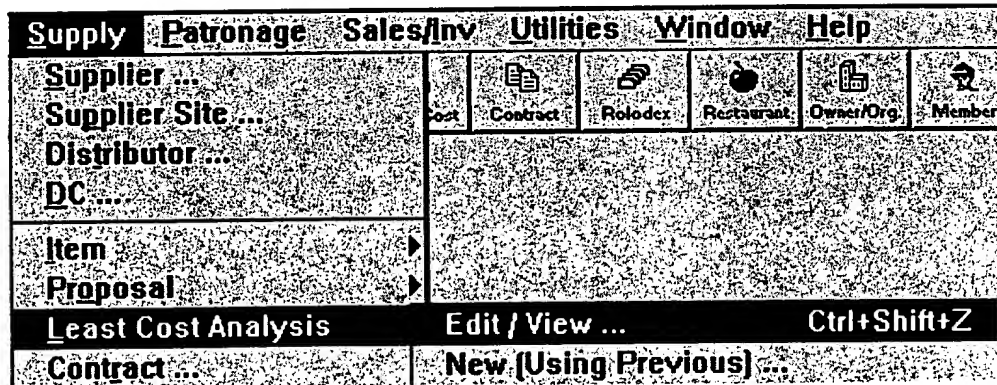 Supply Patronage Sales/Inv Utilities Window Help
Supplier ...
Supplier Site ...
Distributor ...
DC ...
Cost Contract Rolodex Restaurant Owner/Org. Member
Item
Proposal
Least Cost Analysis Edit / View ... Ctrl+Shift+Z
Contract ... New (Using Previous) ...